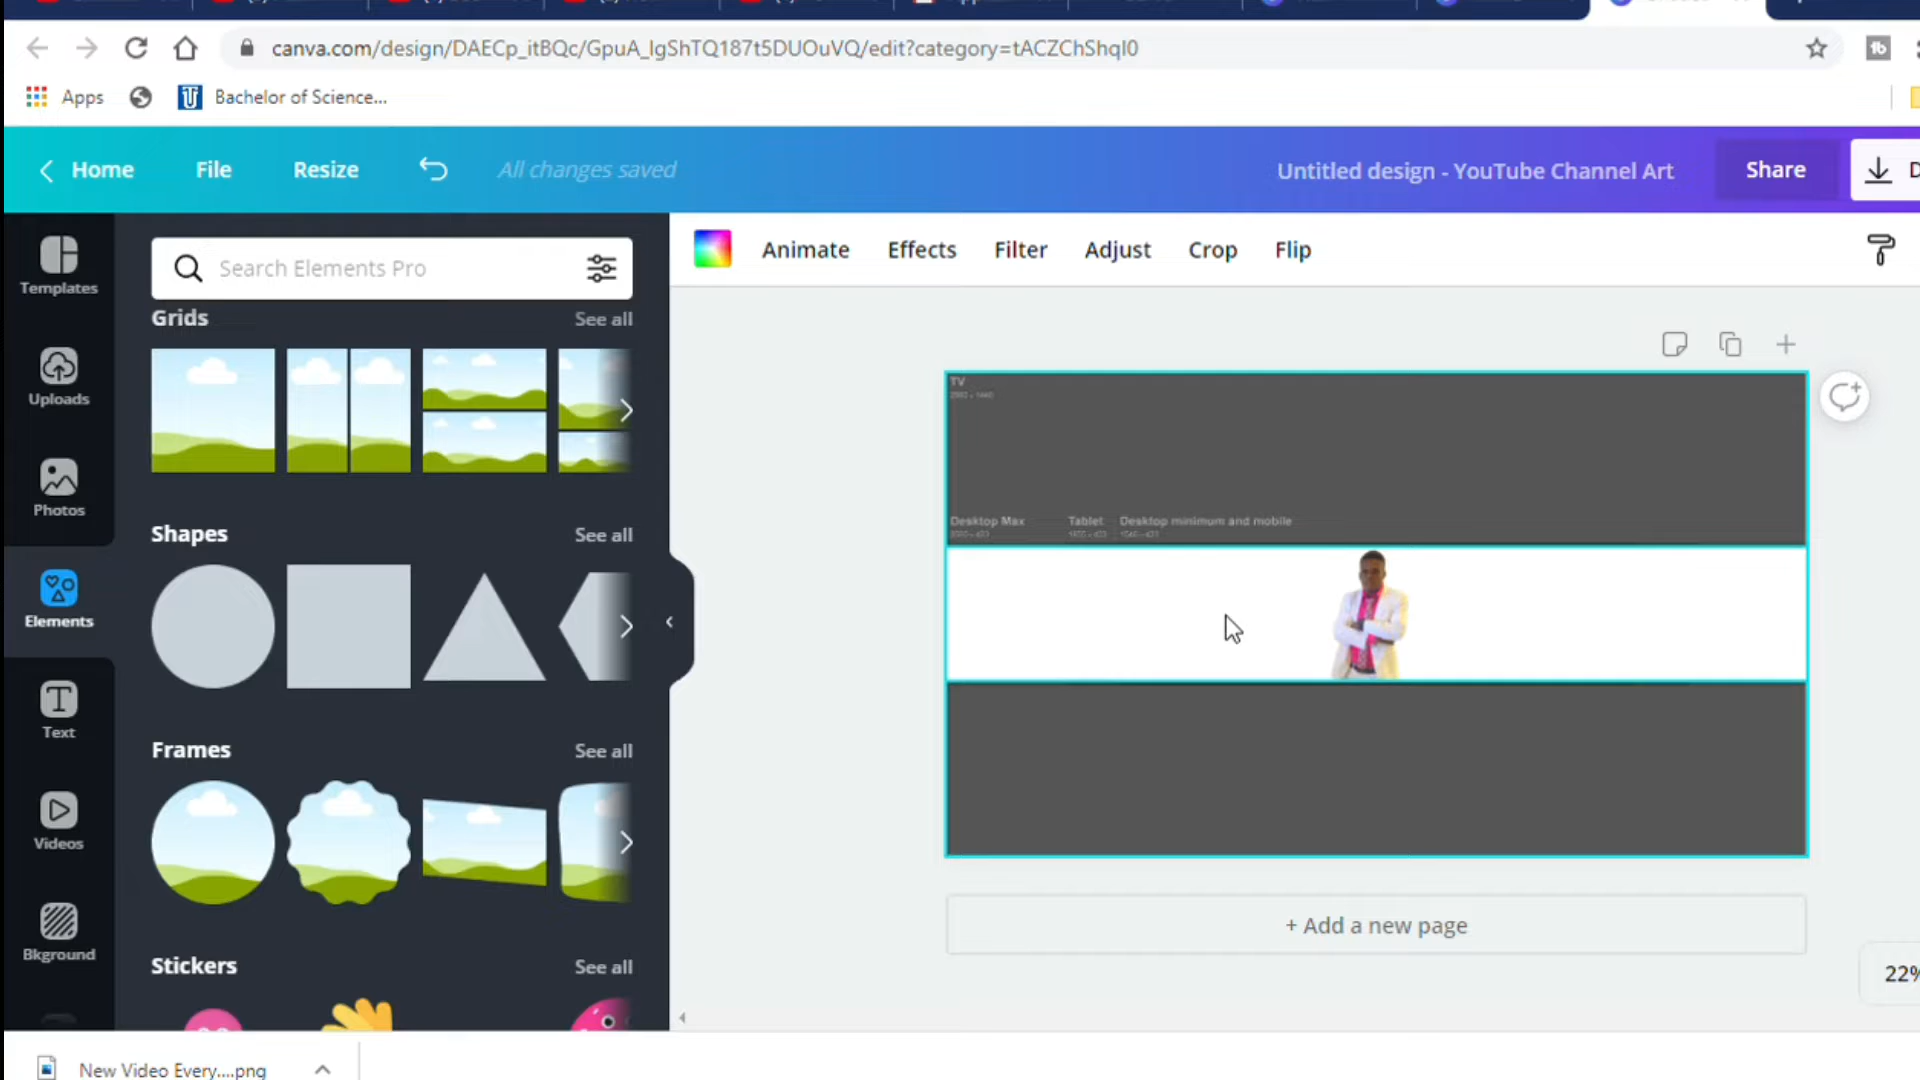 canva.com/design/DAECp_itBQc/GpuA_IgShTQ187t5DUOuVQ/edit?category=tACZChShqI0
Apps
Bachelor of Science...
Home
File
Resize
All changes saved
Untitled design - YouTube Channel Art
Share
Templates
Uploads
Photos
Elements
Text
Videos
Bkground
Search Elements Pro
Grids
See all
Shapes
See all
Frames
See all
Stickers
See all
Animate
Effects
Filter
Adjust
Crop
Flip
TV
Desktop Max
Tablet
Desktop minimum and mobile
+ Add a new page
22%
New Video Every....png